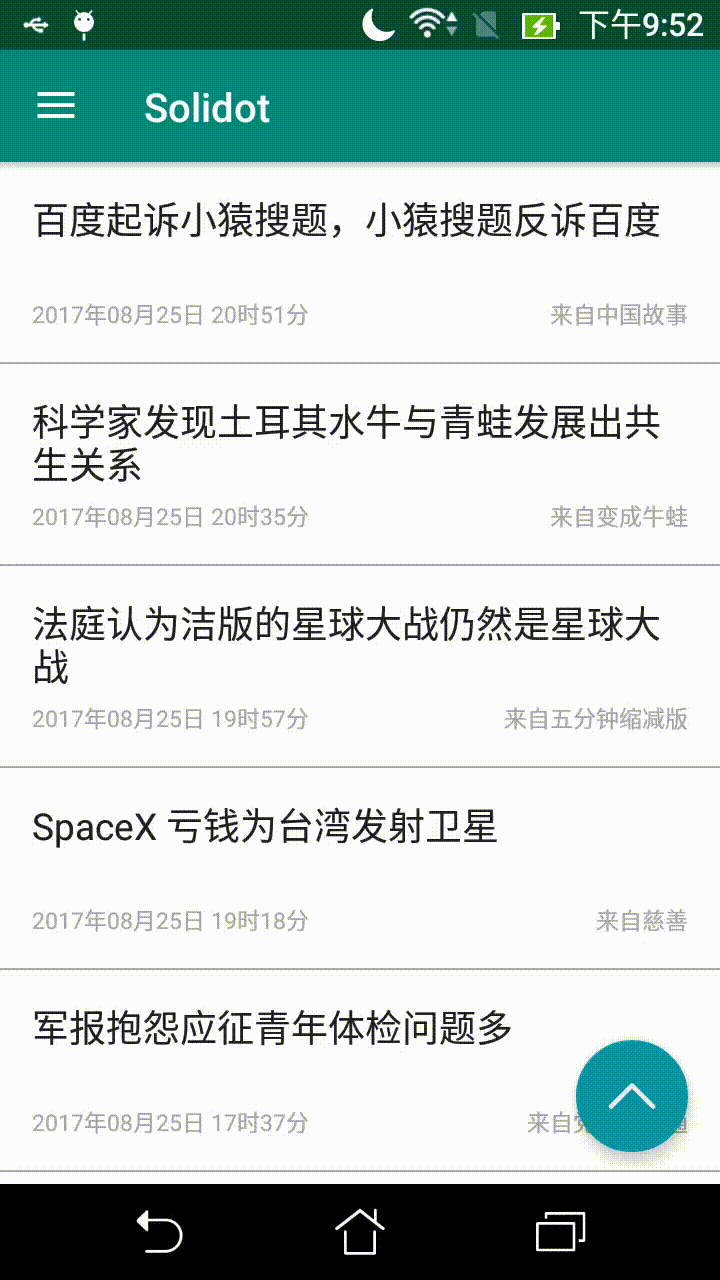 下午9:52
Solidot
百度起诉小猿搜题，小猿搜题反诉百度
2017年08月25日 20时51分 来自中国故事
科学家发现土耳其水牛与青蛙发展出共
生关系
2017年08月25日 20时35分 来自变成牛蛙
法庭认为洁版的星球大战仍然是星球大
战
2017年08月25日 19时57分 来自五分钟缩减版
SpaceX 亏钱为台湾发射卫星
2017年08月25日 19时18分 来自慈善
军报抱怨应征青年体检问题多
2017年08月25日 17时37分 来自